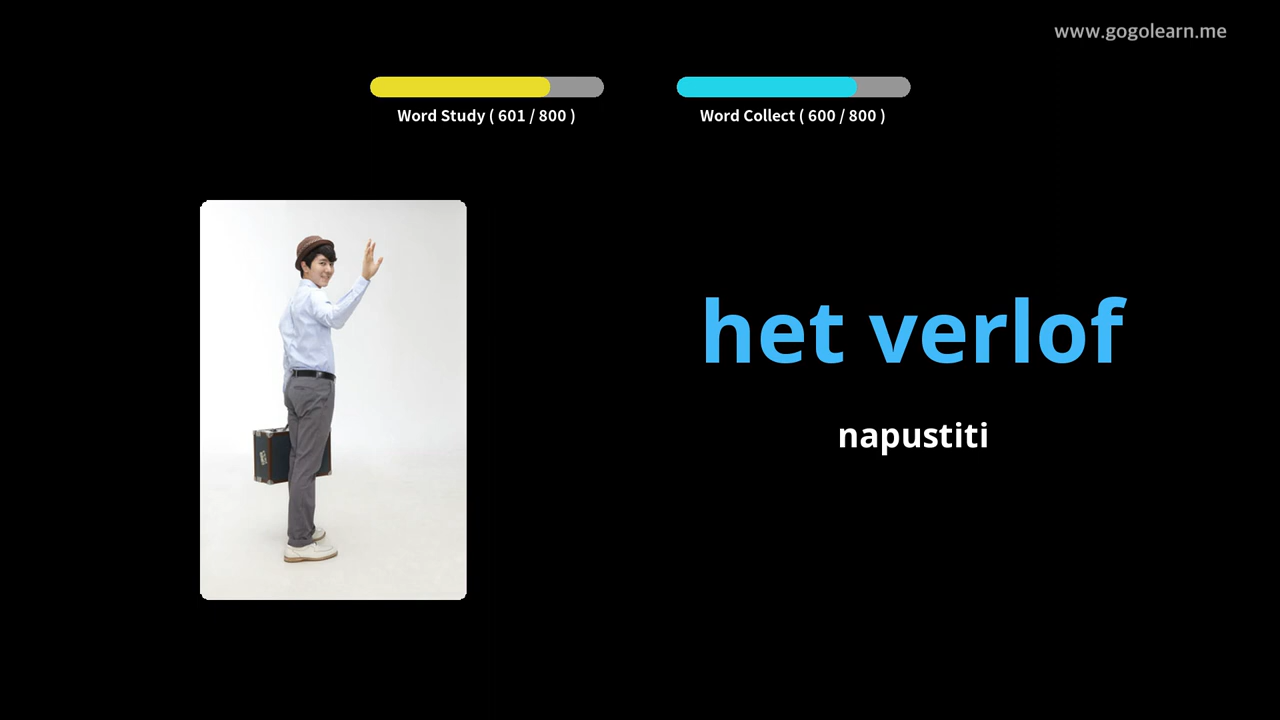 www.gogolearn.me
Word Study ( 601 / 800 )
Word Collect ( 600 / 800 )
het verlof
napustiti